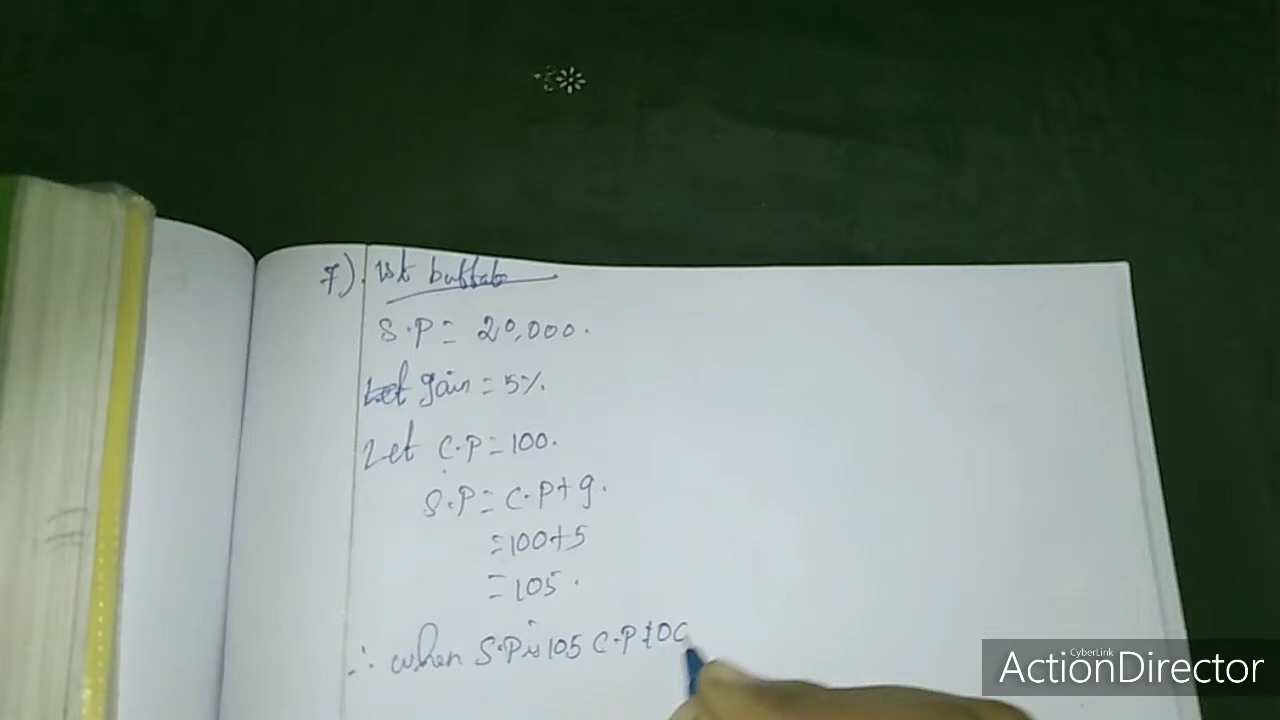 7). 1st buffalo
S.P = 20,000.
Let gain = 5%.
Let C.P = 100.
S.P = C.P + g.
= 100+5
= 105.
∴ when S.P is 105 C.P 100
CyberLink
ActionDirector